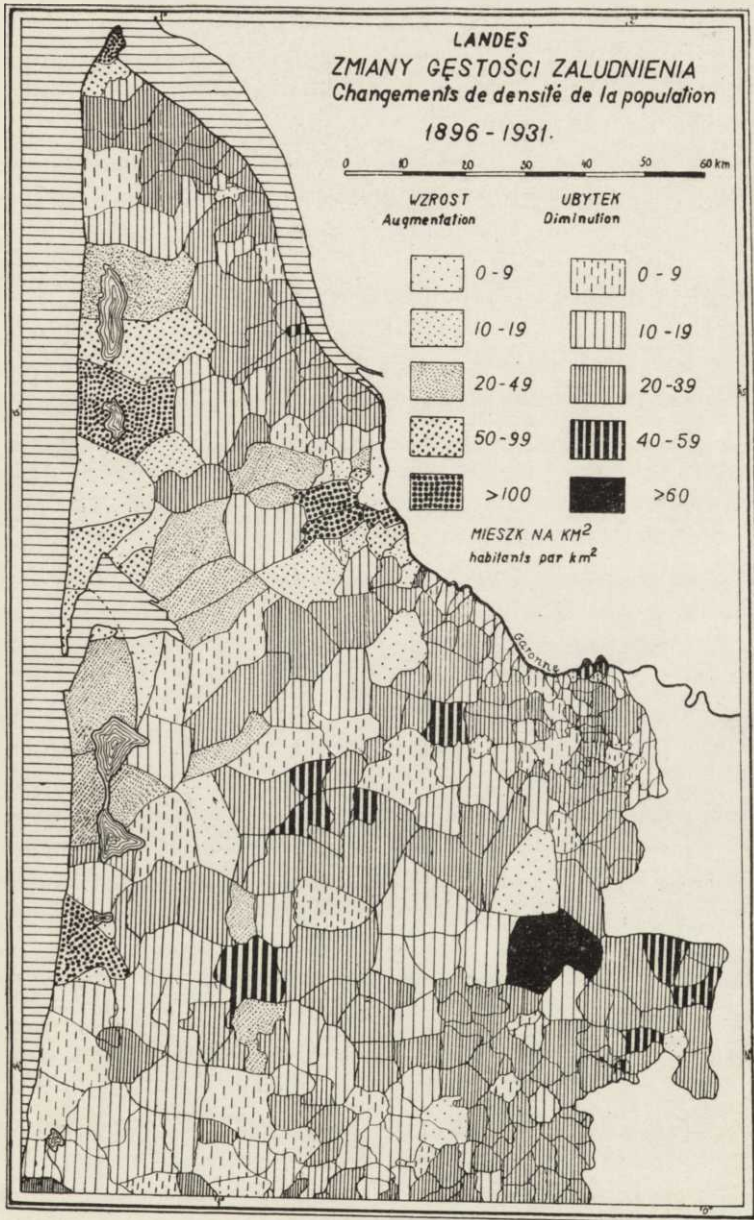 LANDES
ZMIANY GĘSTOŚCI ZALUDNIENIA
Changements de densité de la population
1896 - 1931.
0 10 20 30 40 50 60 km
WZROST UBYTEK
Augmentation Diminution
0-9 0-9
10-19 10-19
20-49 20-39
50-99 40-59
>100 >60
MIESZK NA KM²
habitants par km²
Garonne